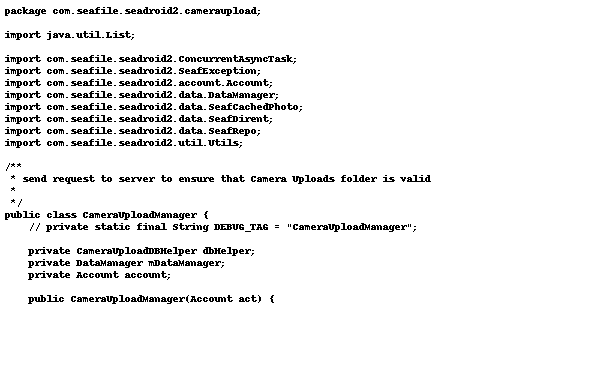 package com.seafile.seadroid2.cameraupload;

import java.util.List;

import com.seafile.seadroid2.ConcurrentAsyncTask;
import com.seafile.seadroid2.SeafException;
import com.seafile.seadroid2.account.Account;
import com.seafile.seadroid2.data.DataManager;
import com.seafile.seadroid2.data.SeafCachedPhoto;
import com.seafile.seadroid2.data.SeafDirent;
import com.seafile.seadroid2.data.SeafRepo;
import com.seafile.seadroid2.util.Utils;

/**
 * send request to server to ensure that Camera Uploads folder is valid
 *
 */
public class CameraUploadManager {
    // private static final String DEBUG_TAG = "CameraUploadManager";

    private CameraUploadDBHelper dbHelper;
    private DataManager mDataManager;
    private Account account;

    public CameraUploadManager(Account act) {